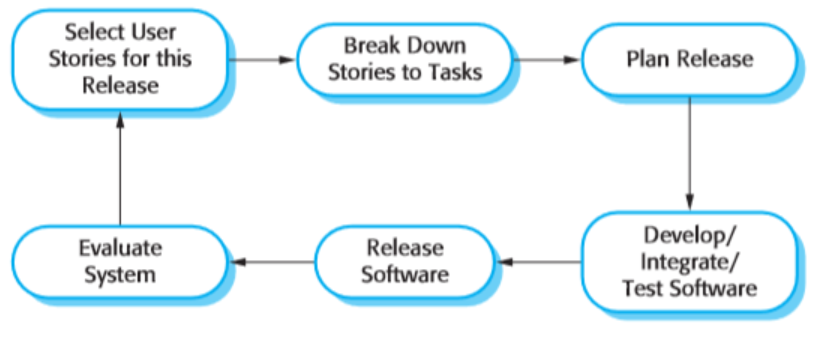 Select User
Stories for this
Release
Break Down
Stories to Tasks
Plan Release
Evaluate
System
Release
Software
Develop/
Integrate/
Test Software